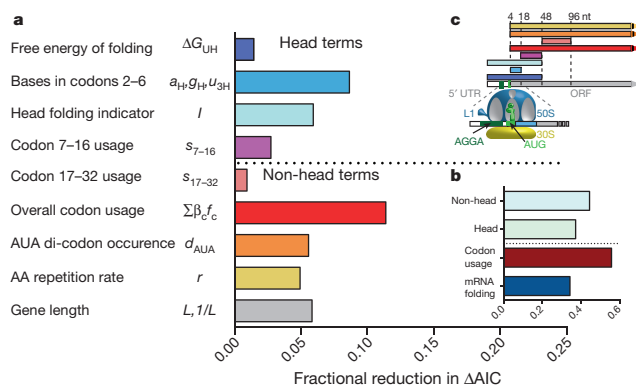 a
Free energy of folding ΔG_UH Head terms
Bases in codons 2–6 a_H,g_H,u_3H
Head folding indicator I
Codon 7–16 usage s_7–16
Codon 17–32 usage s_17–32 Non-head terms
Overall codon usage Σβ_c f_c
AUA di-codon occurence d_AUA
AA repetition rate r
Gene length L,1/L
0.00 0.05 0.10 0.15 0.20 0.25
Fractional reduction in ΔAIC
c
4 18 48 96 nt
5′ UTR ORF
L1 50S
30S
AGGA AUG
b
Non-head
Head
Codon
usage
mRNA
folding
0.0 0.2 0.4 0.6